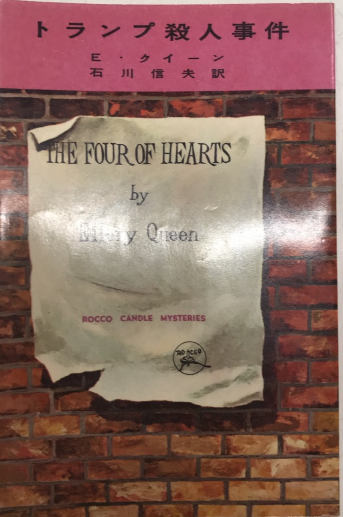 トランプ殺人事件
E・クイーン
石川信夫訳
THE FOUR OF HEARTS
by
Ellery Queen
ROCCO CANDLE MYSTERIES